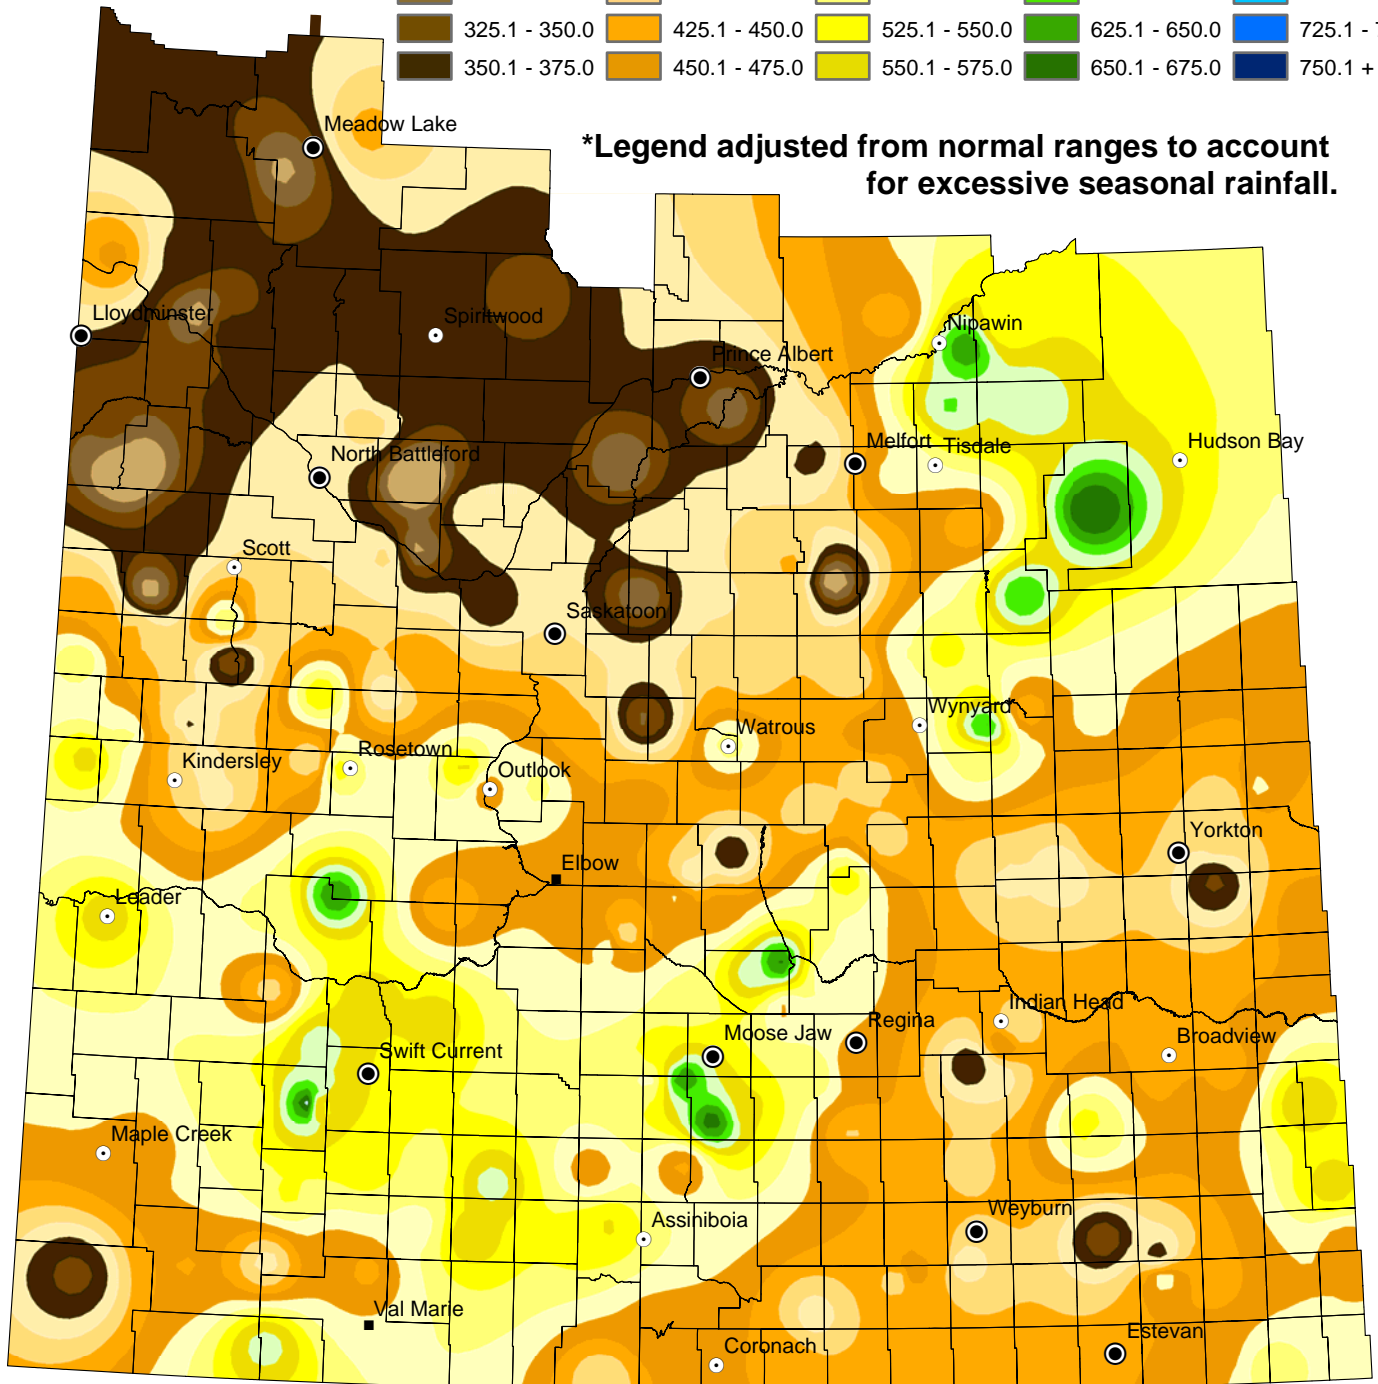 325.1 - 350.0 425.1 - 450.0 525.1 - 550.0 625.1 - 650.0 725.1 -
350.1 - 375.0 450.1 - 475.0 550.1 - 575.0 650.1 - 675.0 750.1 +
*Legend adjusted from normal ranges to account
for excessive seasonal rainfall.
Meadow Lake
Lloydminster
Spiritwood
Nipawin
Prince Albert
North Battleford
Melfort
Tisdale
Hudson Bay
Scott
Saskatoon
Wynyard
Watrous
Kindersley
Rosetown
Outlook
Yorkton
Elbow
Leader
Indian Head
Regina
Moose Jaw
Broadview
Swift Current
Maple Creek
Weyburn
Assiniboia
Val Marie
Coronach
Estevan